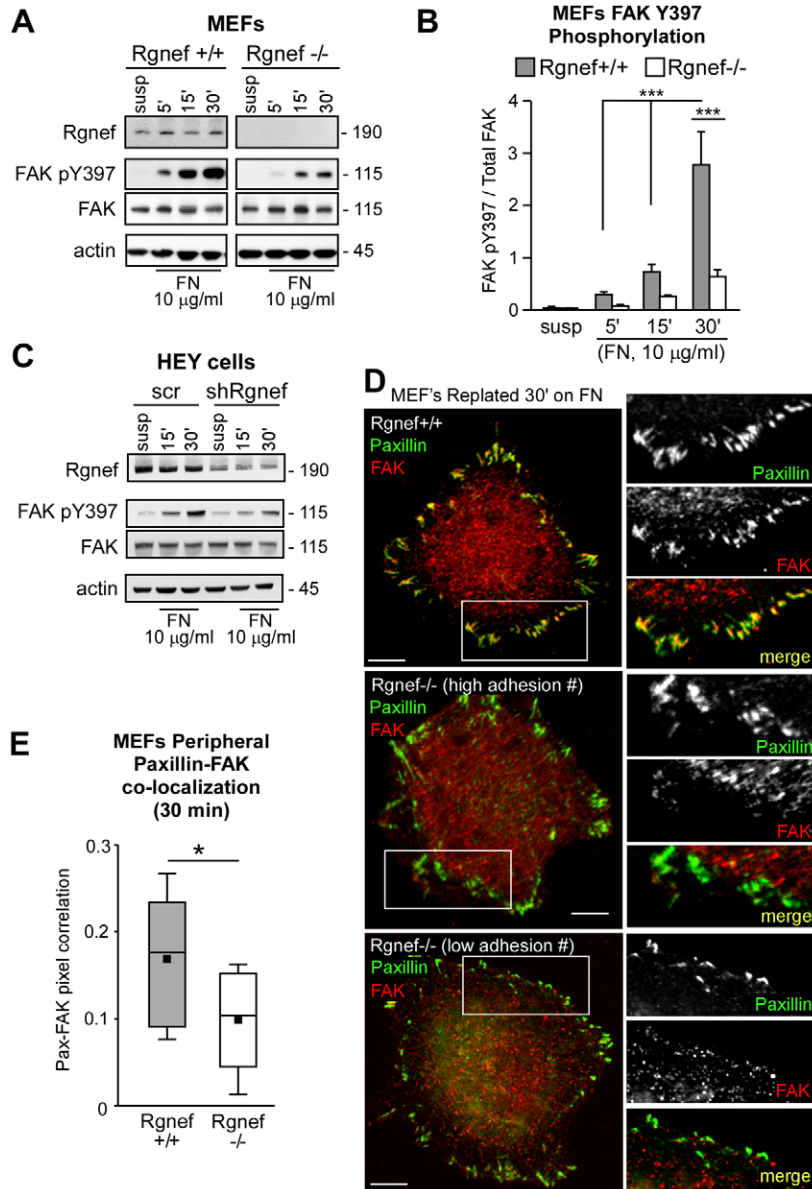 A
MEFs
Rgnef +/+ Rgnef -/-
susp 5' 15' 30' susp 5' 15' 30'
Rgnef - 190
FAK pY397 - 115
FAK - 115
actin - 45
FN FN
10 µg/ml 10 µg/ml
B
MEFs FAK Y397
Phosphorylation
Rgnef+/+ Rgnef-/-
FAK pY397 / Total FAK
4
3
2
1
0
***
***
susp 5' 15' 30'
(FN, 10 µg/ml)
C
HEY cells
scr shRgnef
susp 15' 30' susp 15' 30'
Rgnef - 190
FAK pY397 - 115
FAK - 115
actin - 45
FN FN
10 µg/ml 10 µg/ml
D
MEF's Replated 30' on FN
Rgnef+/+
Paxillin
FAK
Paxillin
FAK
merge
Rgnef-/- (high adhesion #)
Paxillin
FAK
Paxillin
FAK
merge
Rgnef-/- (low adhesion #)
Paxillin
FAK
Paxillin
FAK
merge
E
MEFs Peripheral
Paxillin-FAK
co-localization
(30 min)
Pax-FAK pixel correlation
0.3
0.2
0.1
0
*
Rgnef Rgnef
+/+ -/-